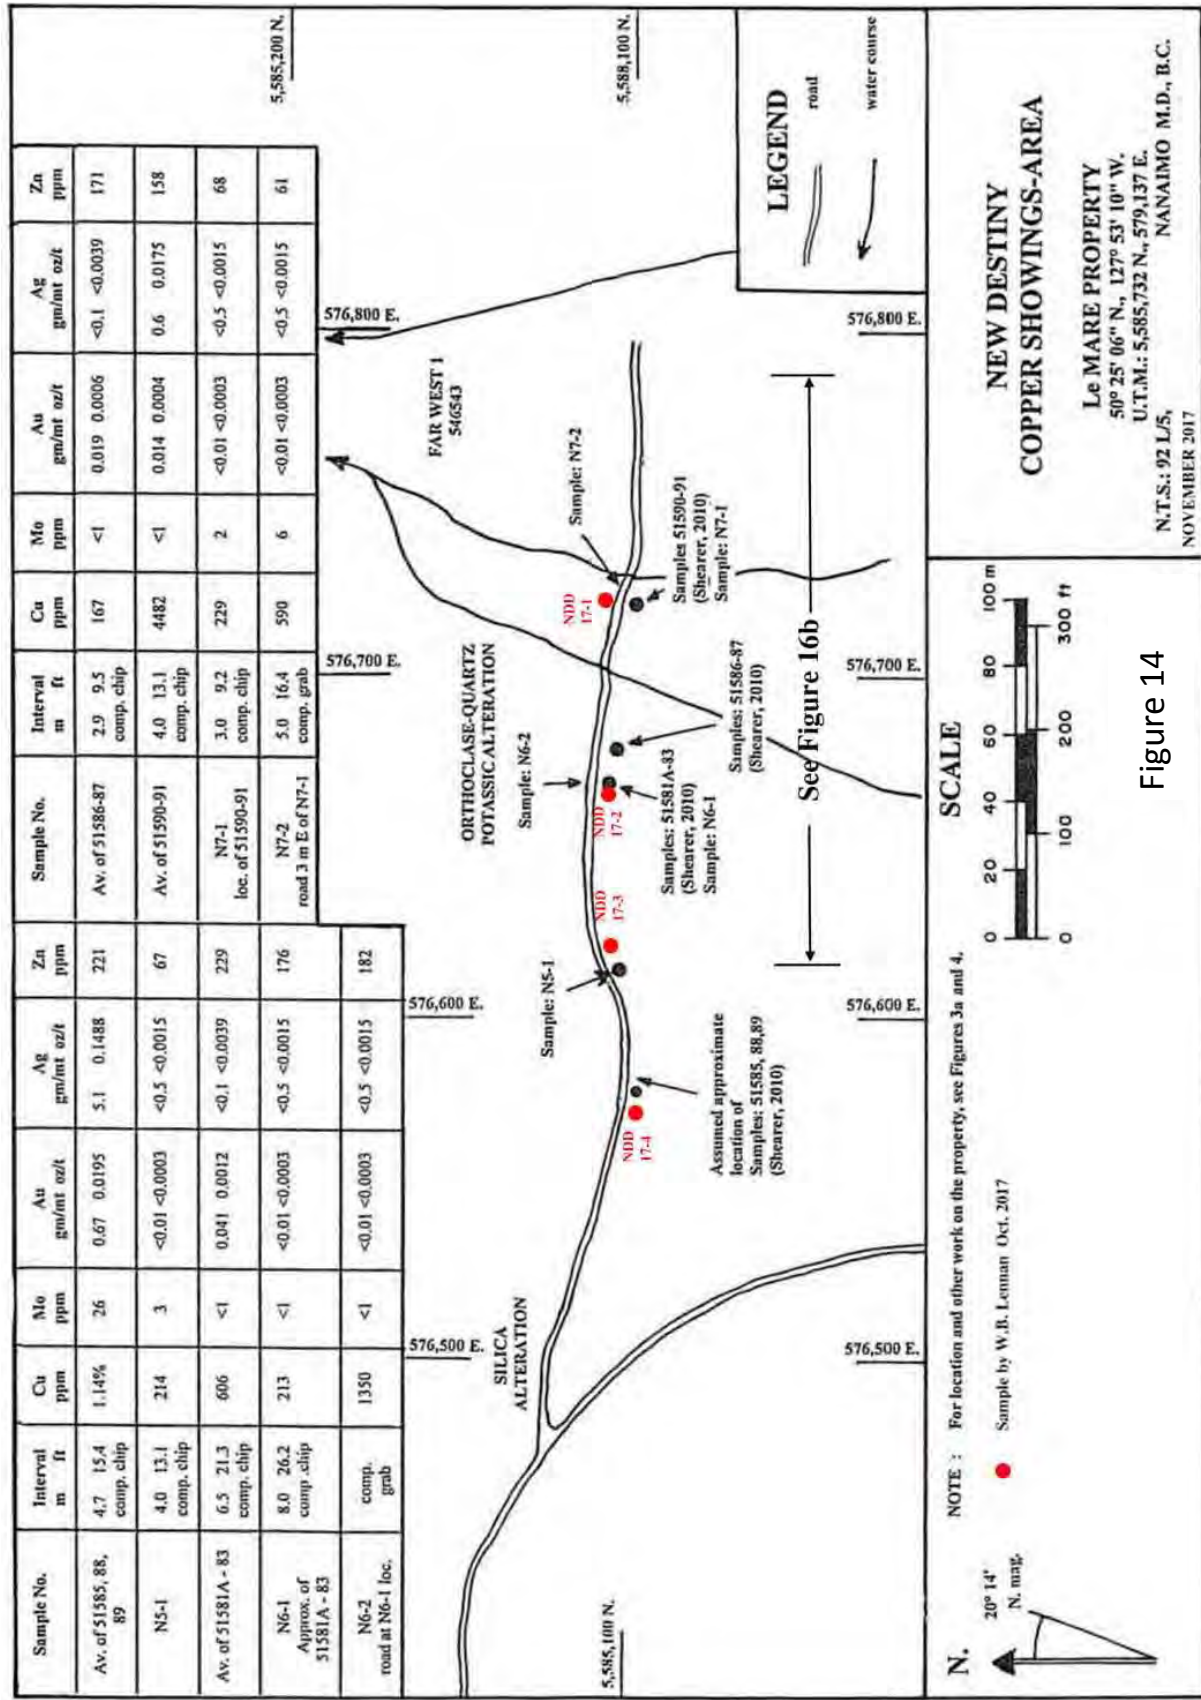 Sample No. Interval m ft Cu ppm Mo ppm Au gm/mt oz/t Ag gm/mt oz/t Zn ppm
Av. of 51585, 88, 89 4.7 15.4 comp. chip 1.14% 26 0.67 0.0195 5.1 0.1488 221
N5-1 4.0 13.1 comp. chip 214 3 <0.01 <0.0003 <0.5 <0.0015 67
Av. of 51581A - 83 6.5 21.3 comp. chip 606 <1 0.041 0.0012 <0.1 <0.0039 229
N6-1 Approx. of 51581A - 83 8.0 26.2 comp .chip 213 <1 <0.01 <0.0003 <0.5 <0.0015 176
N6-2 road at N6-1 loc. comp. grab 1350 <1 <0.01 <0.0003 <0.5 <0.0015 182
Sample No. Interval m ft Cu ppm Mo ppm Au gm/mt oz/t Ag gm/mt oz/t Zn ppm
Av. of 51586-87 2.9 9.5 comp. chip 167 <1 0.019 0.0006 <0.1 <0.0039 171
Av. of 51590-91 4.0 13.1 comp. chip 4482 <1 0.014 0.0004 0.6 0.0175 158
N7-1 loc. of 51590-91 3.0 9.2 comp. chip 229 2 <0.01 <0.0003 <0.5 <0.0015 68
N7-2 road 3 m E of N7-1 5.0 16.4 comp. grab 590 6 <0.01 <0.0003 <0.5 <0.0015 61
5,585,200 N.
576,500 E.
576,600 E.
576,700 E.
576,800 E.
SILICA
ALTERATION
ORTHOCLASE-QUARTZ
POTASSIC ALTERATION
FAR WEST 1
546543
Sample: N5-1
Sample: N6-2
Sample: N7-2
NDD
17-4
NDD
17-3
NDD
17-2
NDD
17-1
5,585,100 N.
5,588,100 N.
Assumed approximate
location of
Samples: 51585, 88,89
(Shearer, 2010)
Samples: 51581A-83
(Shearer, 2010)
Sample: N6-1
Samples: 51586-87
(Shearer, 2010)
Samples 51590-91
(Shearer, 2010)
Sample: N7-1
See Figure 16b
576,500 E.
576,600 E.
576,700 E.
576,800 E.
LEGEND
road
water course
N.
20° 14'
N. mag.
NOTE : For location and other work on the property, see Figures 3a and 4.
Sample by W.B. Lennan Oct. 2017
SCALE
0 20 40 60 80 100 m
0 100 200 300 ft
Figure 14
NEW DESTINY
COPPER SHOWINGS-AREA
Le MARE PROPERTY
50° 25' 06" N., 127° 53' 10" W.
U.T.M.: 5,585,732 N., 579,137 E.
N.T.S.: 92 L/5, NANAIMO M.D., B.C.
NOVEMBER 2017